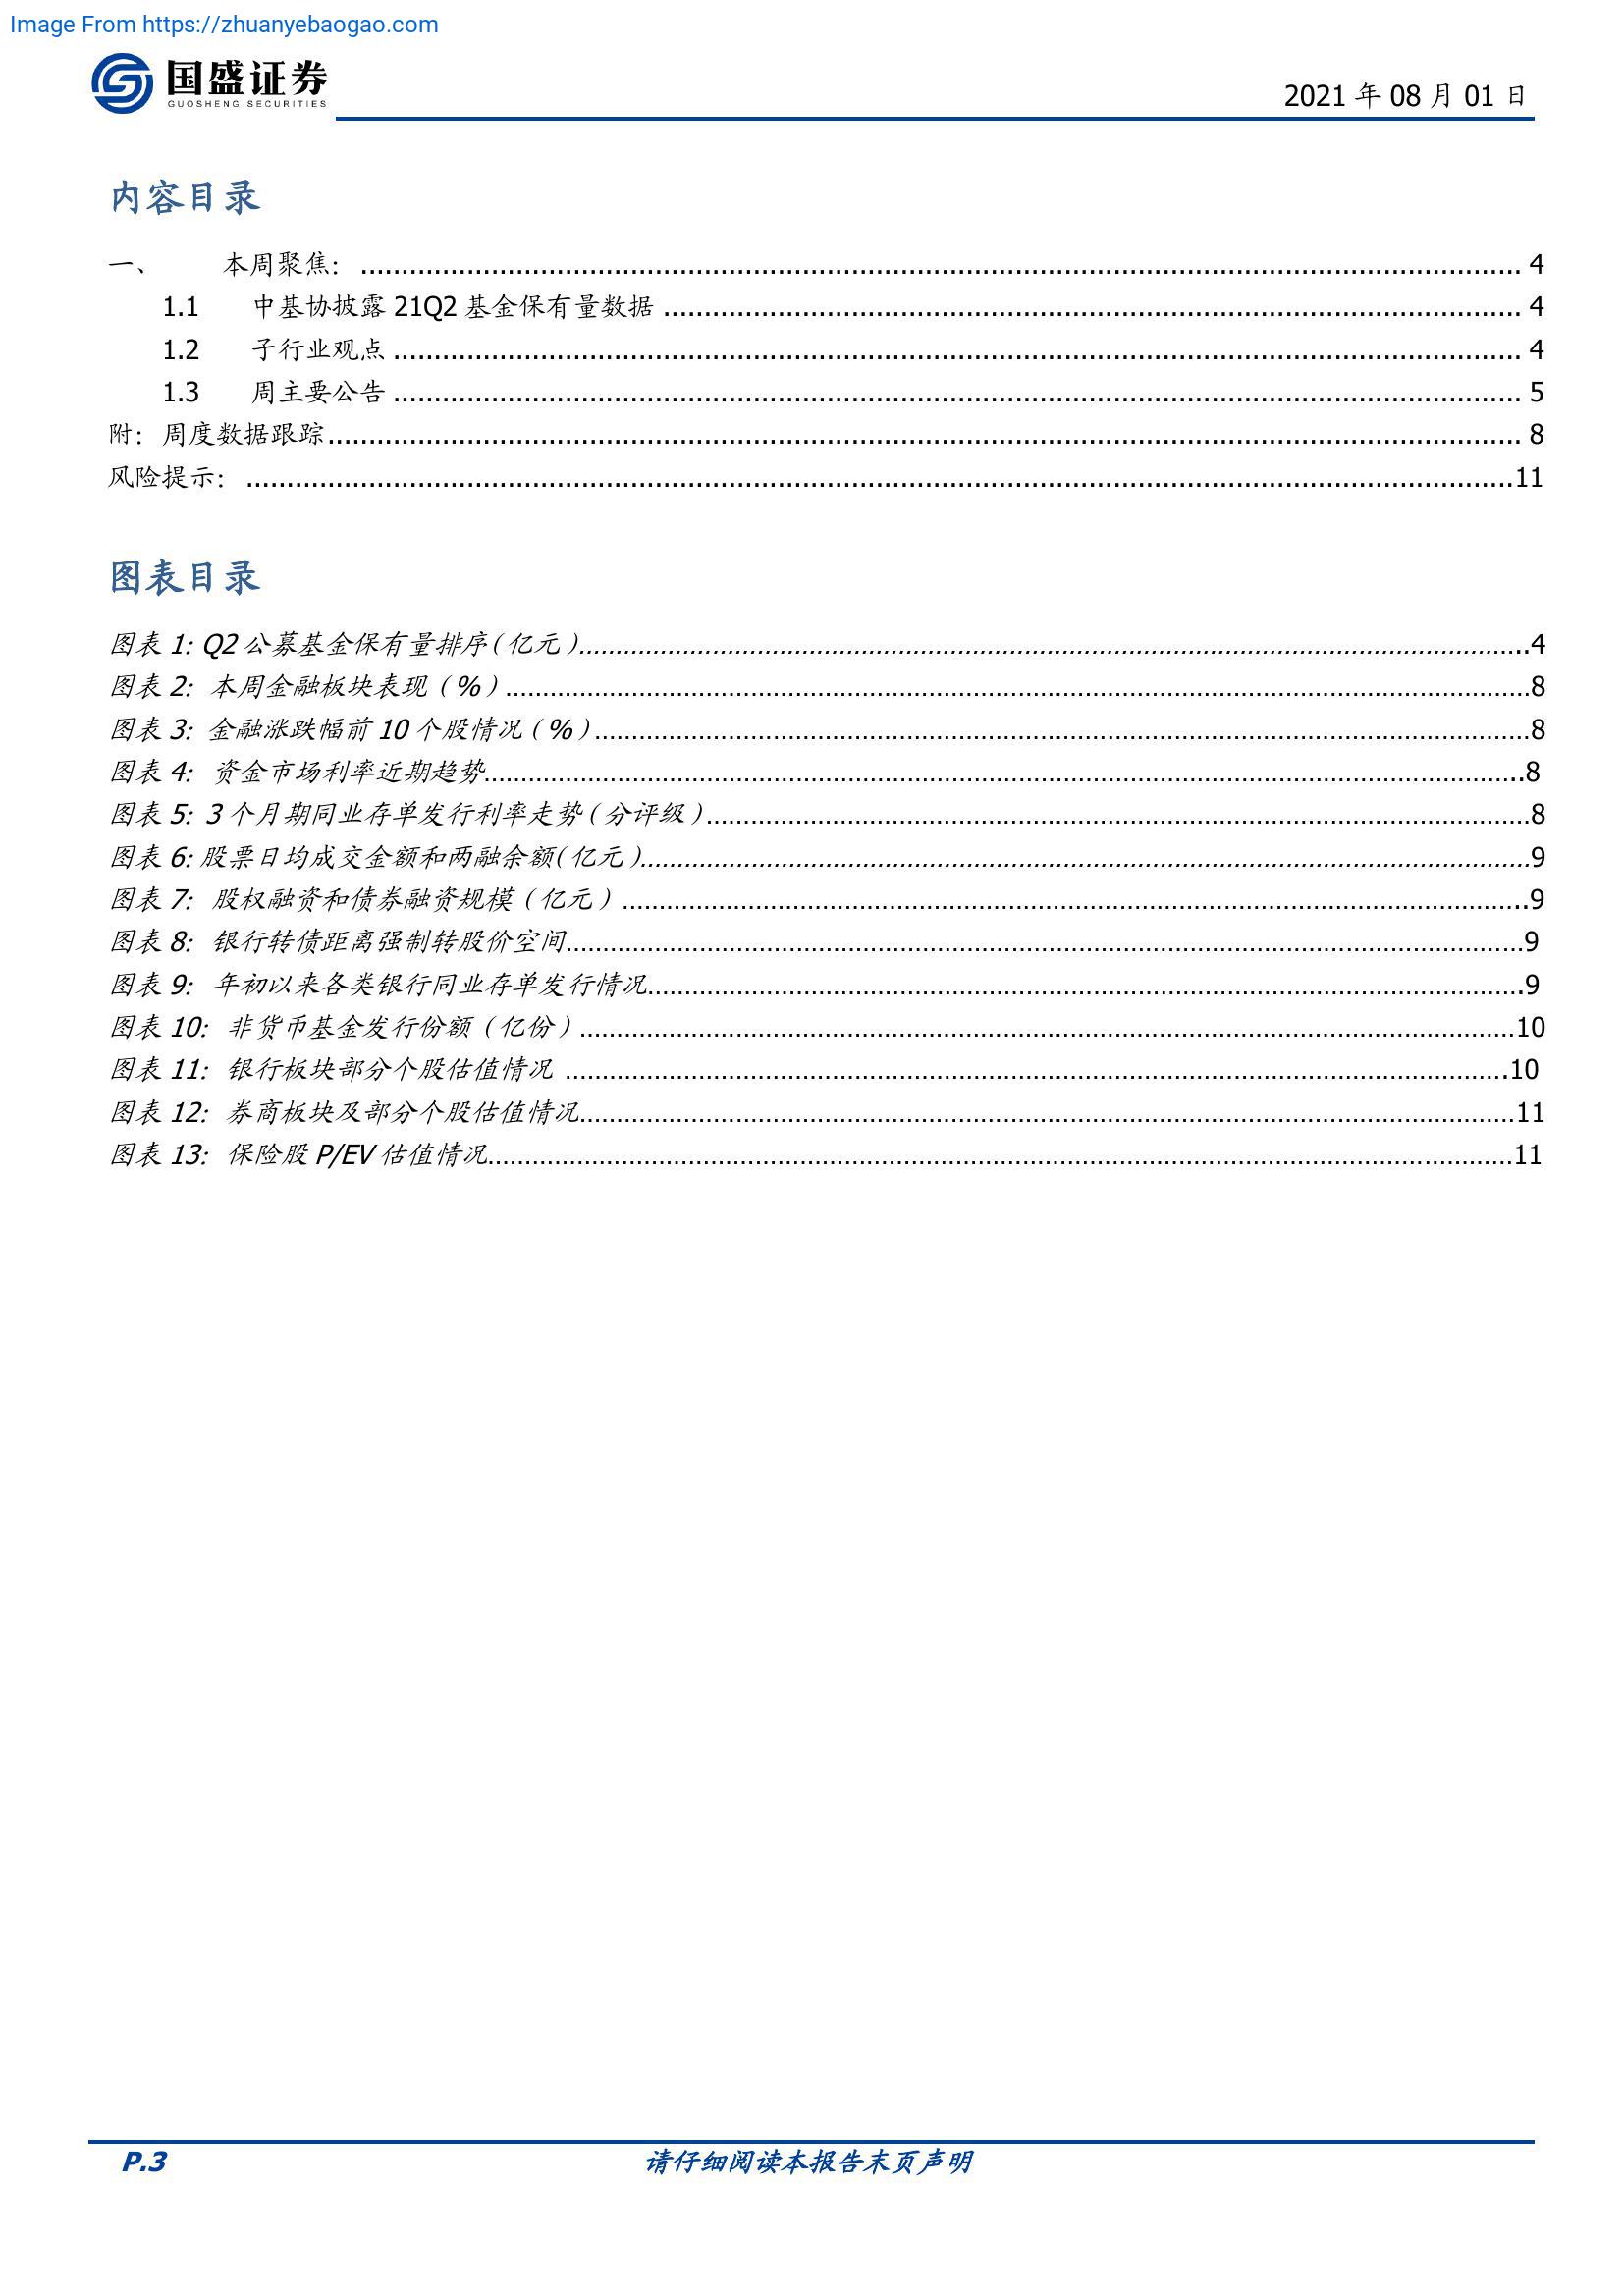 Image From https://zhuanyebaogao.com
国盛证券
GUOSHENG SECURITIES
2021 年 08 月 01 日
内容目录
一、 本周聚焦： 4
1.1 中基协披露 21Q2 基金保有量数据 4
1.2 子行业观点 4
1.3 周主要公告 5
附：周度数据跟踪 8
风险提示： 11
图表目录
图表 1: Q2 公募基金保有量排序（亿元） 4
图表 2: 本周金融板块表现（%） 8
图表 3: 金融涨跌幅前 10 个股情况（%） 8
图表 4: 资金市场利率近期趋势 8
图表 5: 3 个月期同业存单发行利率走势（分评级） 8
图表 6: 股票日均成交金额和两融余额(亿元） 9
图表 7: 股权融资和债券融资规模（亿元） 9
图表 8: 银行转债距离强制转股价空间 9
图表 9: 年初以来各类银行同业存单发行情况 9
图表 10: 非货币基金发行份额（亿份） 10
图表 11: 银行板块部分个股估值情况 10
图表 12: 券商板块及部分个股估值情况 11
图表 13: 保险股 P/EV 估值情况 11
P.3 请仔细阅读本报告末页声明